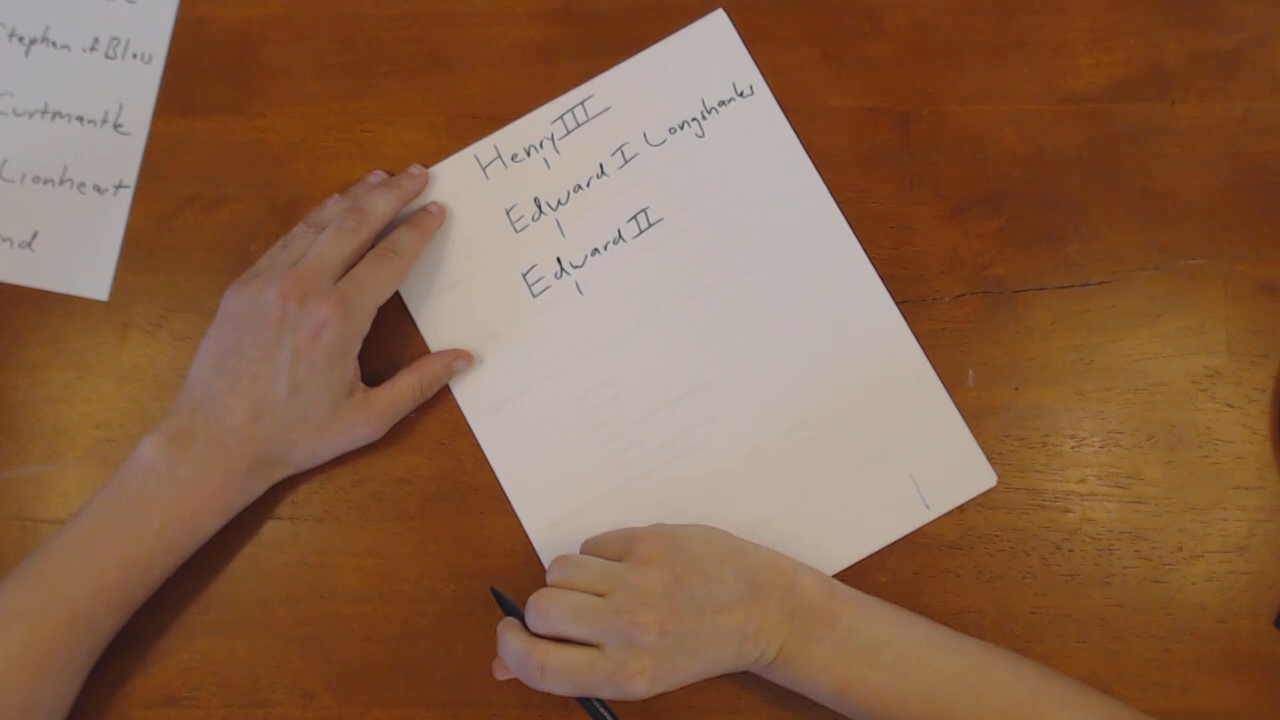 Stephen of Blois
Curtmantle
Lionheart
nd
Henry III
Edward I Longshanks
Edward II